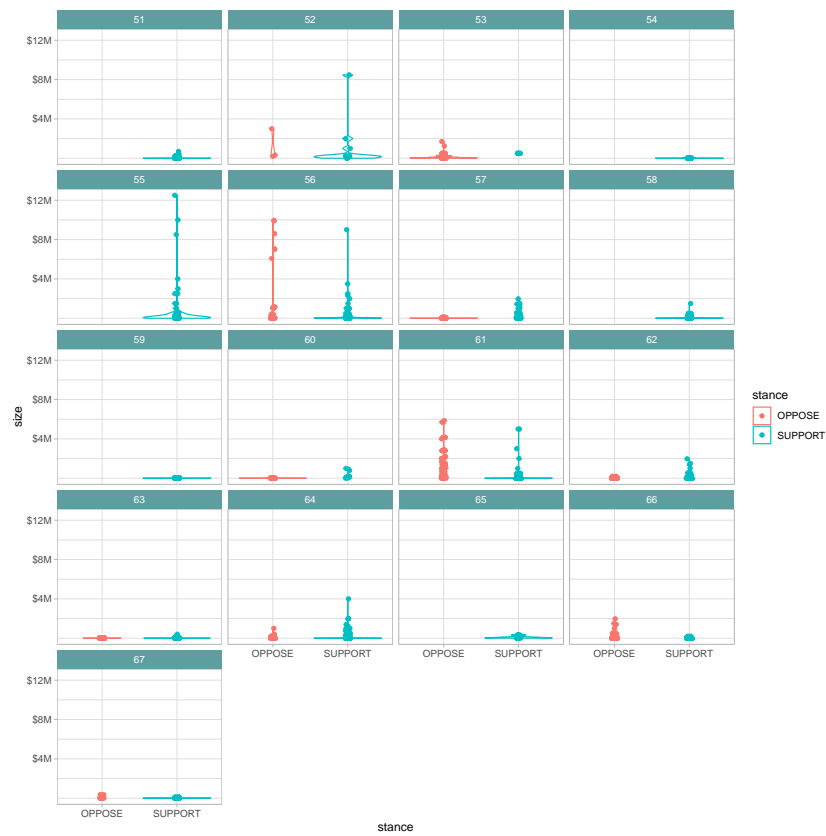 51 52 53 54
$12M
$8M
$4M
55 56 57 58
$12M
$8M
$4M
59 60 61 62
$12M
$8M
$4M
size
stance
OPPOSE
SUPPORT
63 64 65 66
$12M
$8M
$4M
OPPOSE SUPPORT OPPOSE SUPPORT OPPOSE SUPPORT
67
$12M
$8M
$4M
OPPOSE SUPPORT
stance